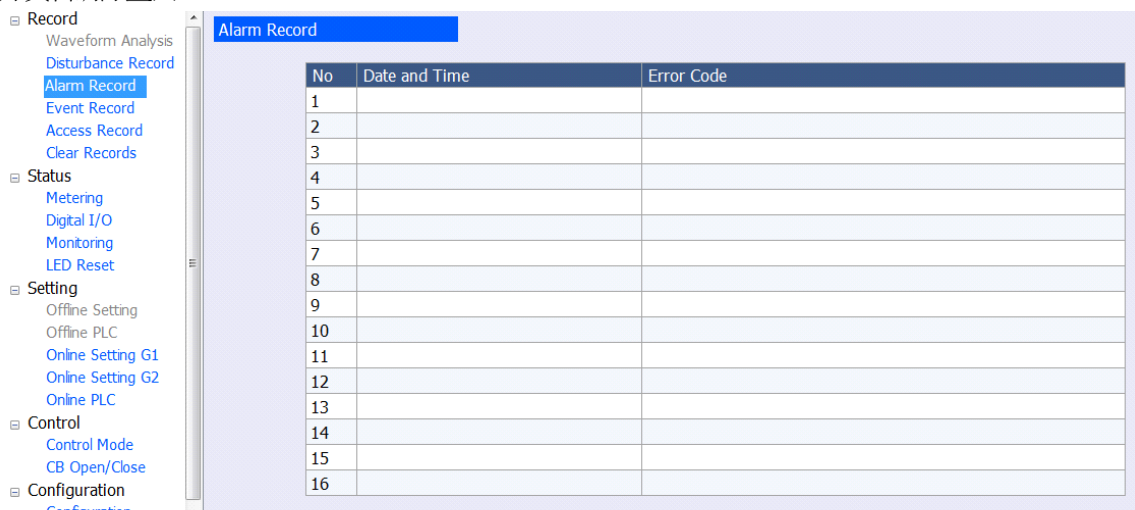 Record
Waveform Analysis
Disturbance Record
Alarm Record
Event Record
Access Record
Clear Records
Status
Metering
Digital I/O
Monitoring
LED Reset
Setting
Offline Setting
Offline PLC
Online Setting G1
Online Setting G2
Online PLC
Control
Control Mode
CB Open/Close
Configuration
Configuration
Alarm Record
No Date and Time Error Code
1
2
3
4
5
6
7
8
9
10
11
12
13
14
15
16